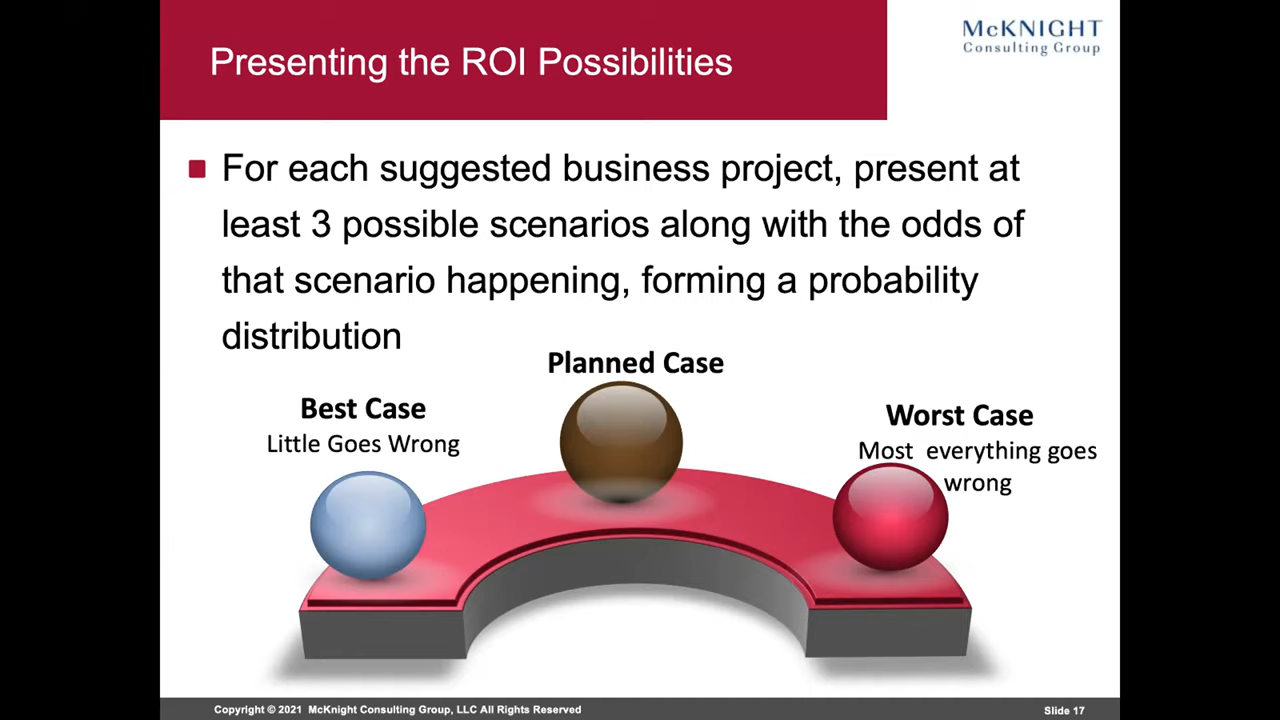 Presenting the ROI Possibilities
McKNIGHT
Consulting Group
For each suggested business project, present at
least 3 possible scenarios along with the odds of
that scenario happening, forming a probability
distribution
Planned Case
Best Case
Little Goes Wrong
Worst Case
Most  everything goes
wrong
Copyright © 2021  McKnight Consulting Group, LLC All Rights Reserved
Slide 17